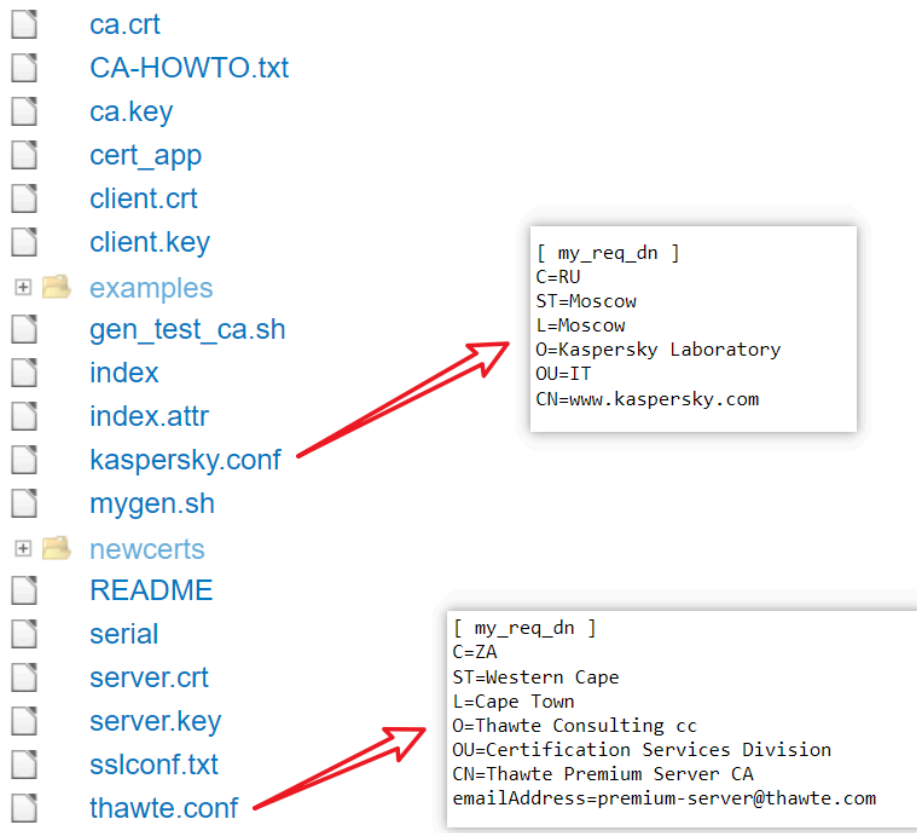 ca.crt
CA-HOWTO.txt
ca.key
cert_app
client.crt
client.key
examples
gen_test_ca.sh
index
index.attr
kaspersky.conf
mygen.sh
newcerts
README
serial
server.crt
server.key
sslconf.txt
thawte.conf
[ my_req_dn ]
C=RU
ST=Moscow
L=Moscow
O=Kaspersky Laboratory
OU=IT
CN=www.kaspersky.com
[ my_req_dn ]
C=ZA
ST=Western Cape
L=Cape Town
O=Thawte Consulting cc
OU=Certification Services Division
CN=Thawte Premium Server CA
emailAddress=premium-server@thawte.com